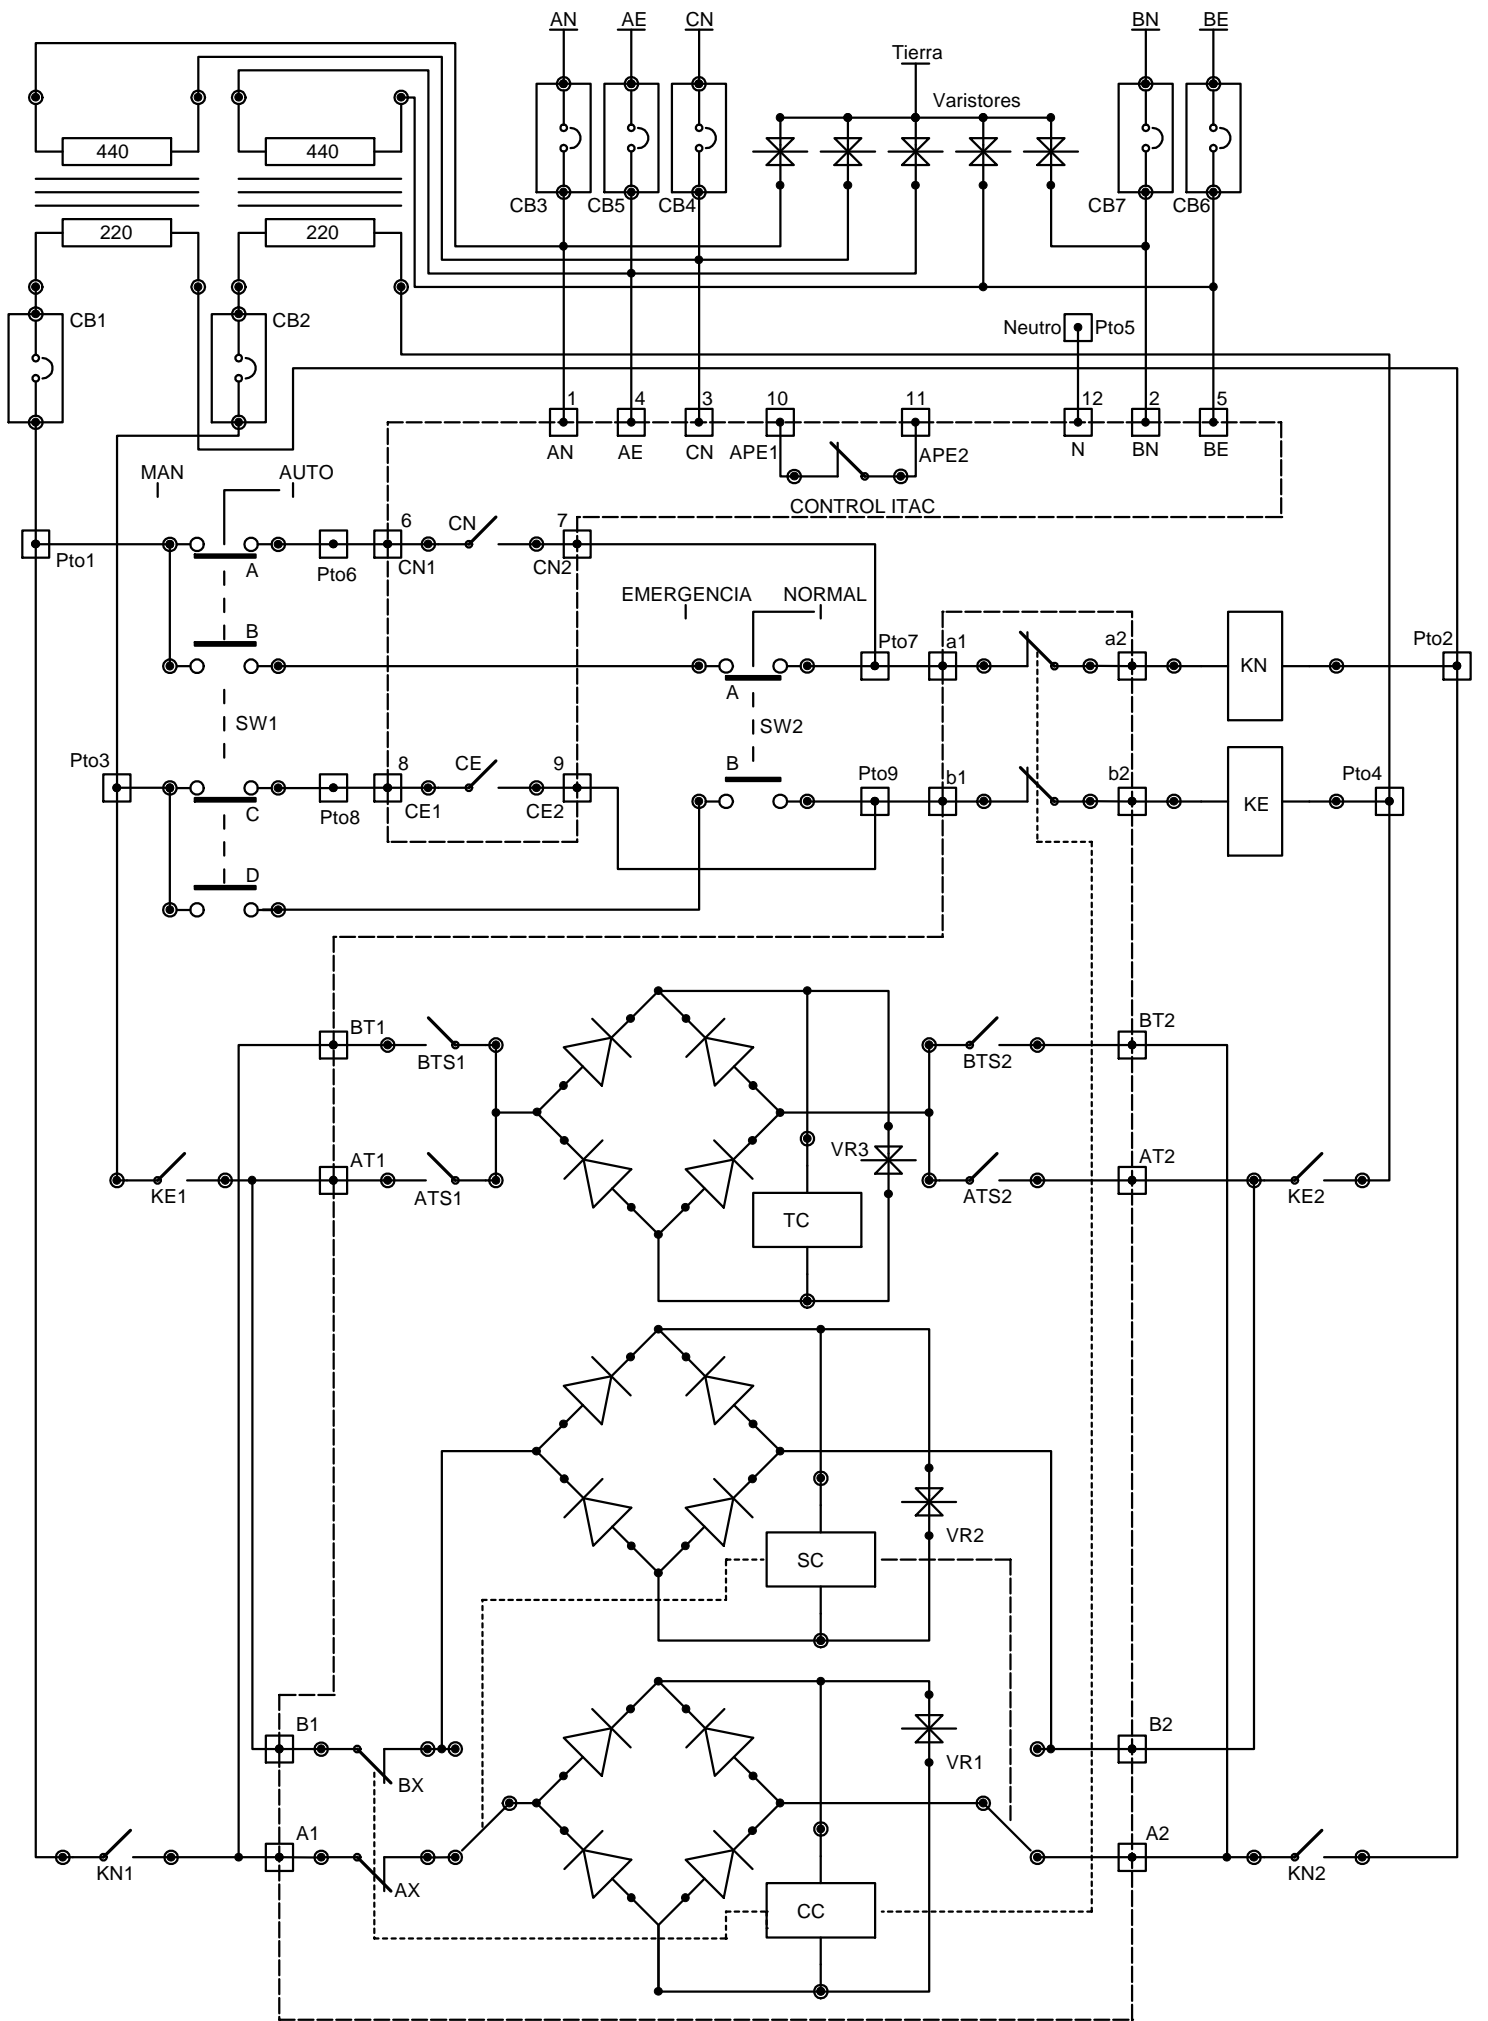 AN AE CN BN BE
Tierra
Varistores
440 440
CB3 CB5 CB4 CB7 CB6
220 220
CB1 CB2
Neutro Pto5
1 4 3 10 11 12 2 5
AN AE CN APE1 APE2 N BN BE
MAN AUTO
CONTROL ITAC
6 CN 7
Pto1 A Pto6 CN1 CN2
EMERGENCIA NORMAL
B Pto7 a1 a2 Pto2
KN
A
SW1 SW2
Pto3 8 CE 9 B Pto9 b1 b2 Pto4
C Pto8 CE1 CE2 KE
D
BT1 BT2
BTS1 BTS2
AT1 VR3 AT2
KE1 ATS1 ATS2 KE2
TC
VR2
SC
B1 B2
BX VR1
A1 A2
KN1 AX KN2
CC